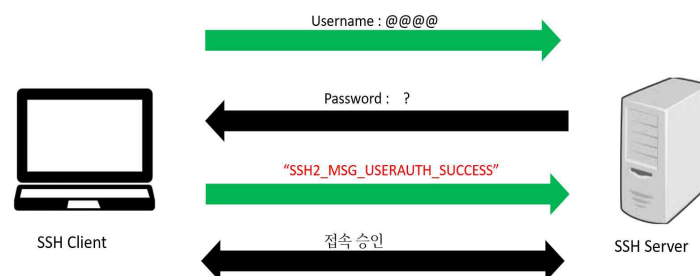 Username : @@@@
Password :   ?
“SSH2_MSG_USERAUTH_SUCCESS”
접속 승인
SSH Client
SSH Server